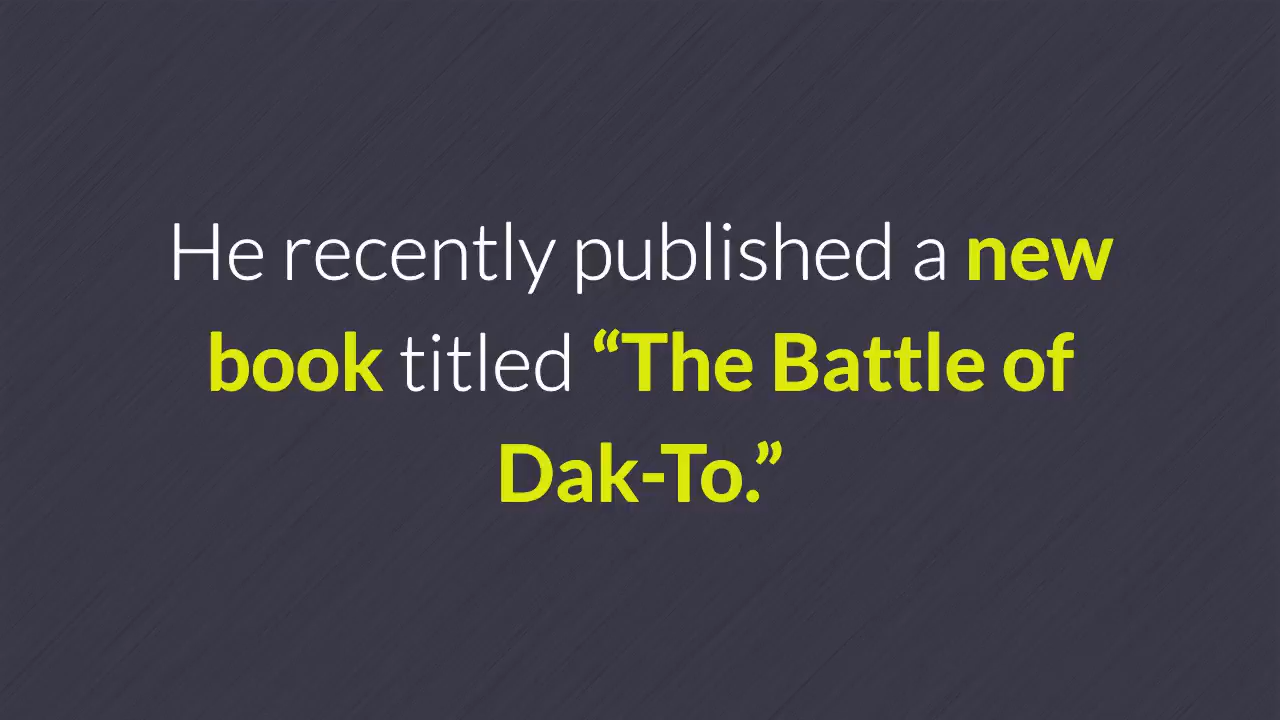 He recently published a new
book titled “The Battle of
Dak-To.”